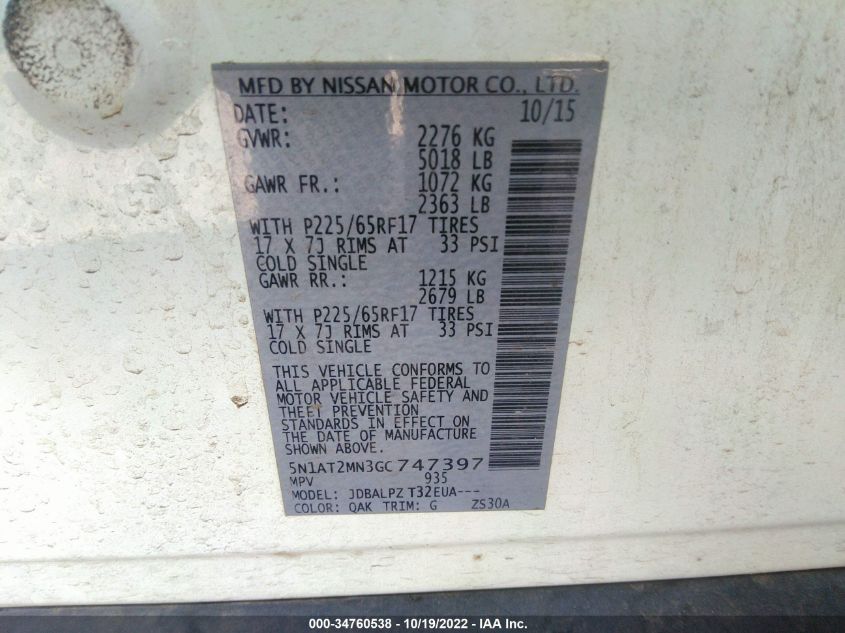 MFD BY NISSAN MOTOR CO., LTD.
DATE: 10/15
GVWR: 2276 KG
5018 LB
GAWR FR.: 1072 KG
2363 LB
WITH P225/65RF17 TIRES
17 X 7J RIMS AT 33 PSI
COLD SINGLE
GAWR RR.: 1215 KG
2679 LB
WITH P225/65RF17 TIRES
17 X 7J RIMS AT 33 PSI
COLD SINGLE
THIS VEHICLE CONFORMS TO
ALL APPLICABLE FEDERAL
MOTOR VEHICLE SAFETY AND
THEFT PREVENTION
STANDARDS IN EFFECT ON
THE DATE OF MANUFACTURE
SHOWN ABOVE.
5N1AT2MN3GC747397
MPV 935
MODEL: JDBALPZ T32EUA---
COLOR: QAK TRIM: G ZS30A
000-34760538 - 10/19/2022 - IAA Inc.